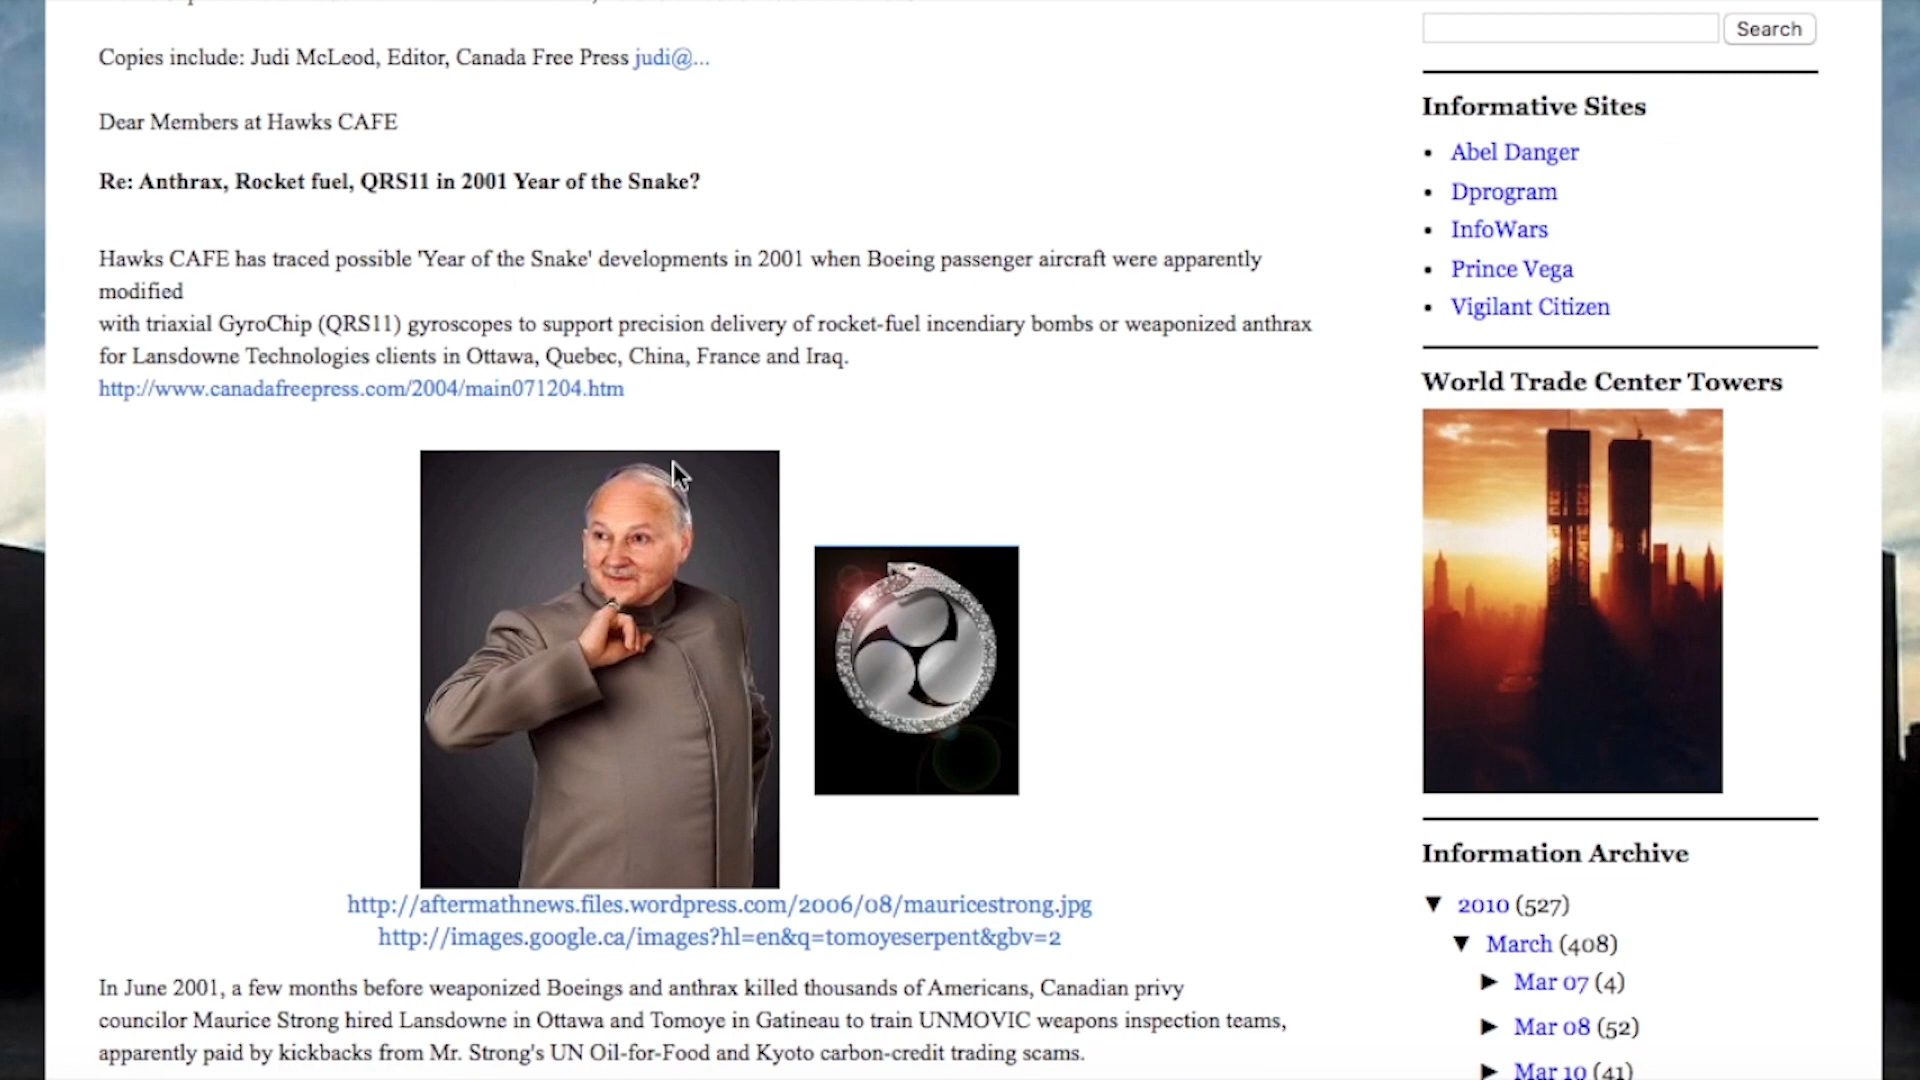 Copies include: Judi McLeod, Editor, Canada Free Press judi@...
Dear Members at Hawks CAFE
Re: Anthrax, Rocket fuel, QRS11 in 2001 Year of the Snake?
Hawks CAFE has traced possible 'Year of the Snake' developments in 2001 when Boeing passenger aircraft were apparently
modified
with triaxial GyroChip (QRS11) gyroscopes to support precision delivery of rocket-fuel incendiary bombs or weaponized anthrax
for Lansdowne Technologies clients in Ottawa, Quebec, China, France and Iraq.
http://www.canadafreepress.com/2004/main071204.htm
http://aftermathnews.files.wordpress.com/2006/08/mauricestrong.jpg
http://images.google.ca/images?hl=en&q=tomoyeserpent&gbv=2
In June 2001, a few months before weaponized Boeings and anthrax killed thousands of Americans, Canadian privy
councilor Maurice Strong hired Lansdowne in Ottawa and Tomoye in Gatineau to train UNMOVIC weapons inspection teams,
apparently paid by kickbacks from Mr. Strong's UN Oil-for-Food and Kyoto carbon-credit trading scams.
Search
Informative Sites
• Abel Danger
• Dprogram
• InfoWars
• Prince Vega
• Vigilant Citizen
World Trade Center Towers
Information Archive
▼ 2010 (527)
▼ March (408)
► Mar 07 (4)
► Mar 08 (52)
► Mar 10 (41)